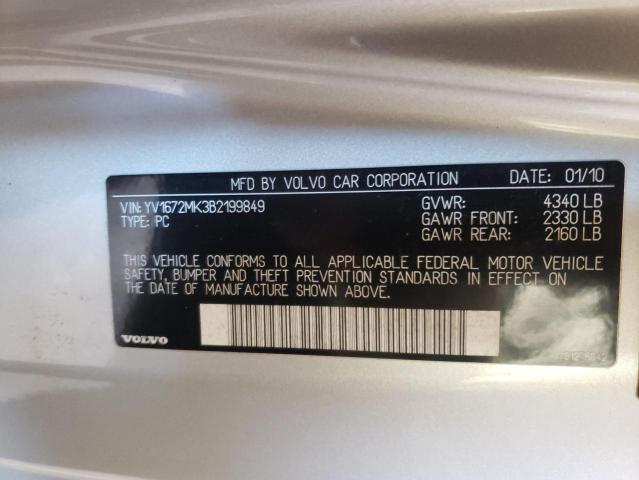 MFD BY VOLVO CAR CORPORATION DATE: 01/10
VIN: YV1672MK3B2199849 GVWR: 4340 LB
TYPE: PC GAWR FRONT: 2330 LB
GAWR REAR: 2160 LB
THIS VEHICLE CONFORMS TO ALL APPLICABLE FEDERAL MOTOR VEHICLE
SAFETY, BUMPER AND THEFT PREVENTION STANDARDS IN EFFECT ON
THE DATE OF MANUFACTURE SHOWN ABOVE.
VOLVO